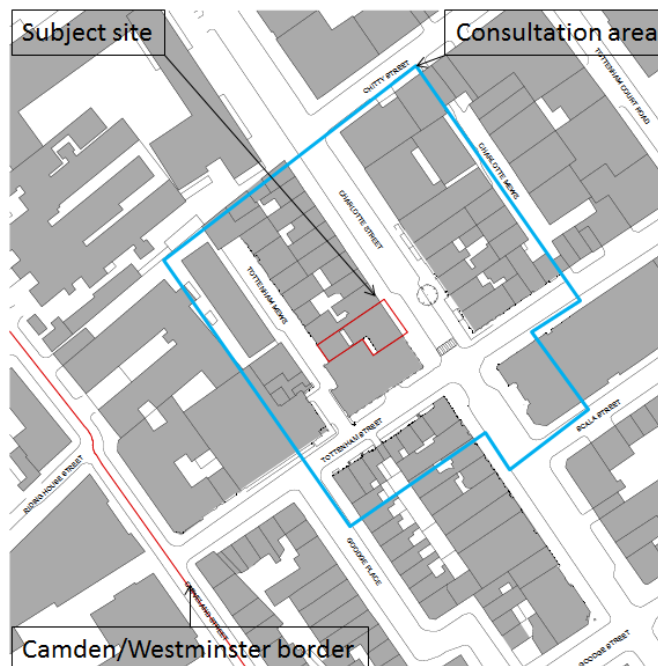 Subject site
Consultation area
CHITTY STREET
TOTTENHAM COURT ROAD
CHARLOTTE MEWS
CHARLOTTE STREET
TOTTENHAM MEWS
SCALA STREET
TOTTENHAM STREET
RIDING HOUSE STREET
GOODGE PLACE
CLEVELAND STREET
GOODGE STREET
Camden/Westminster border